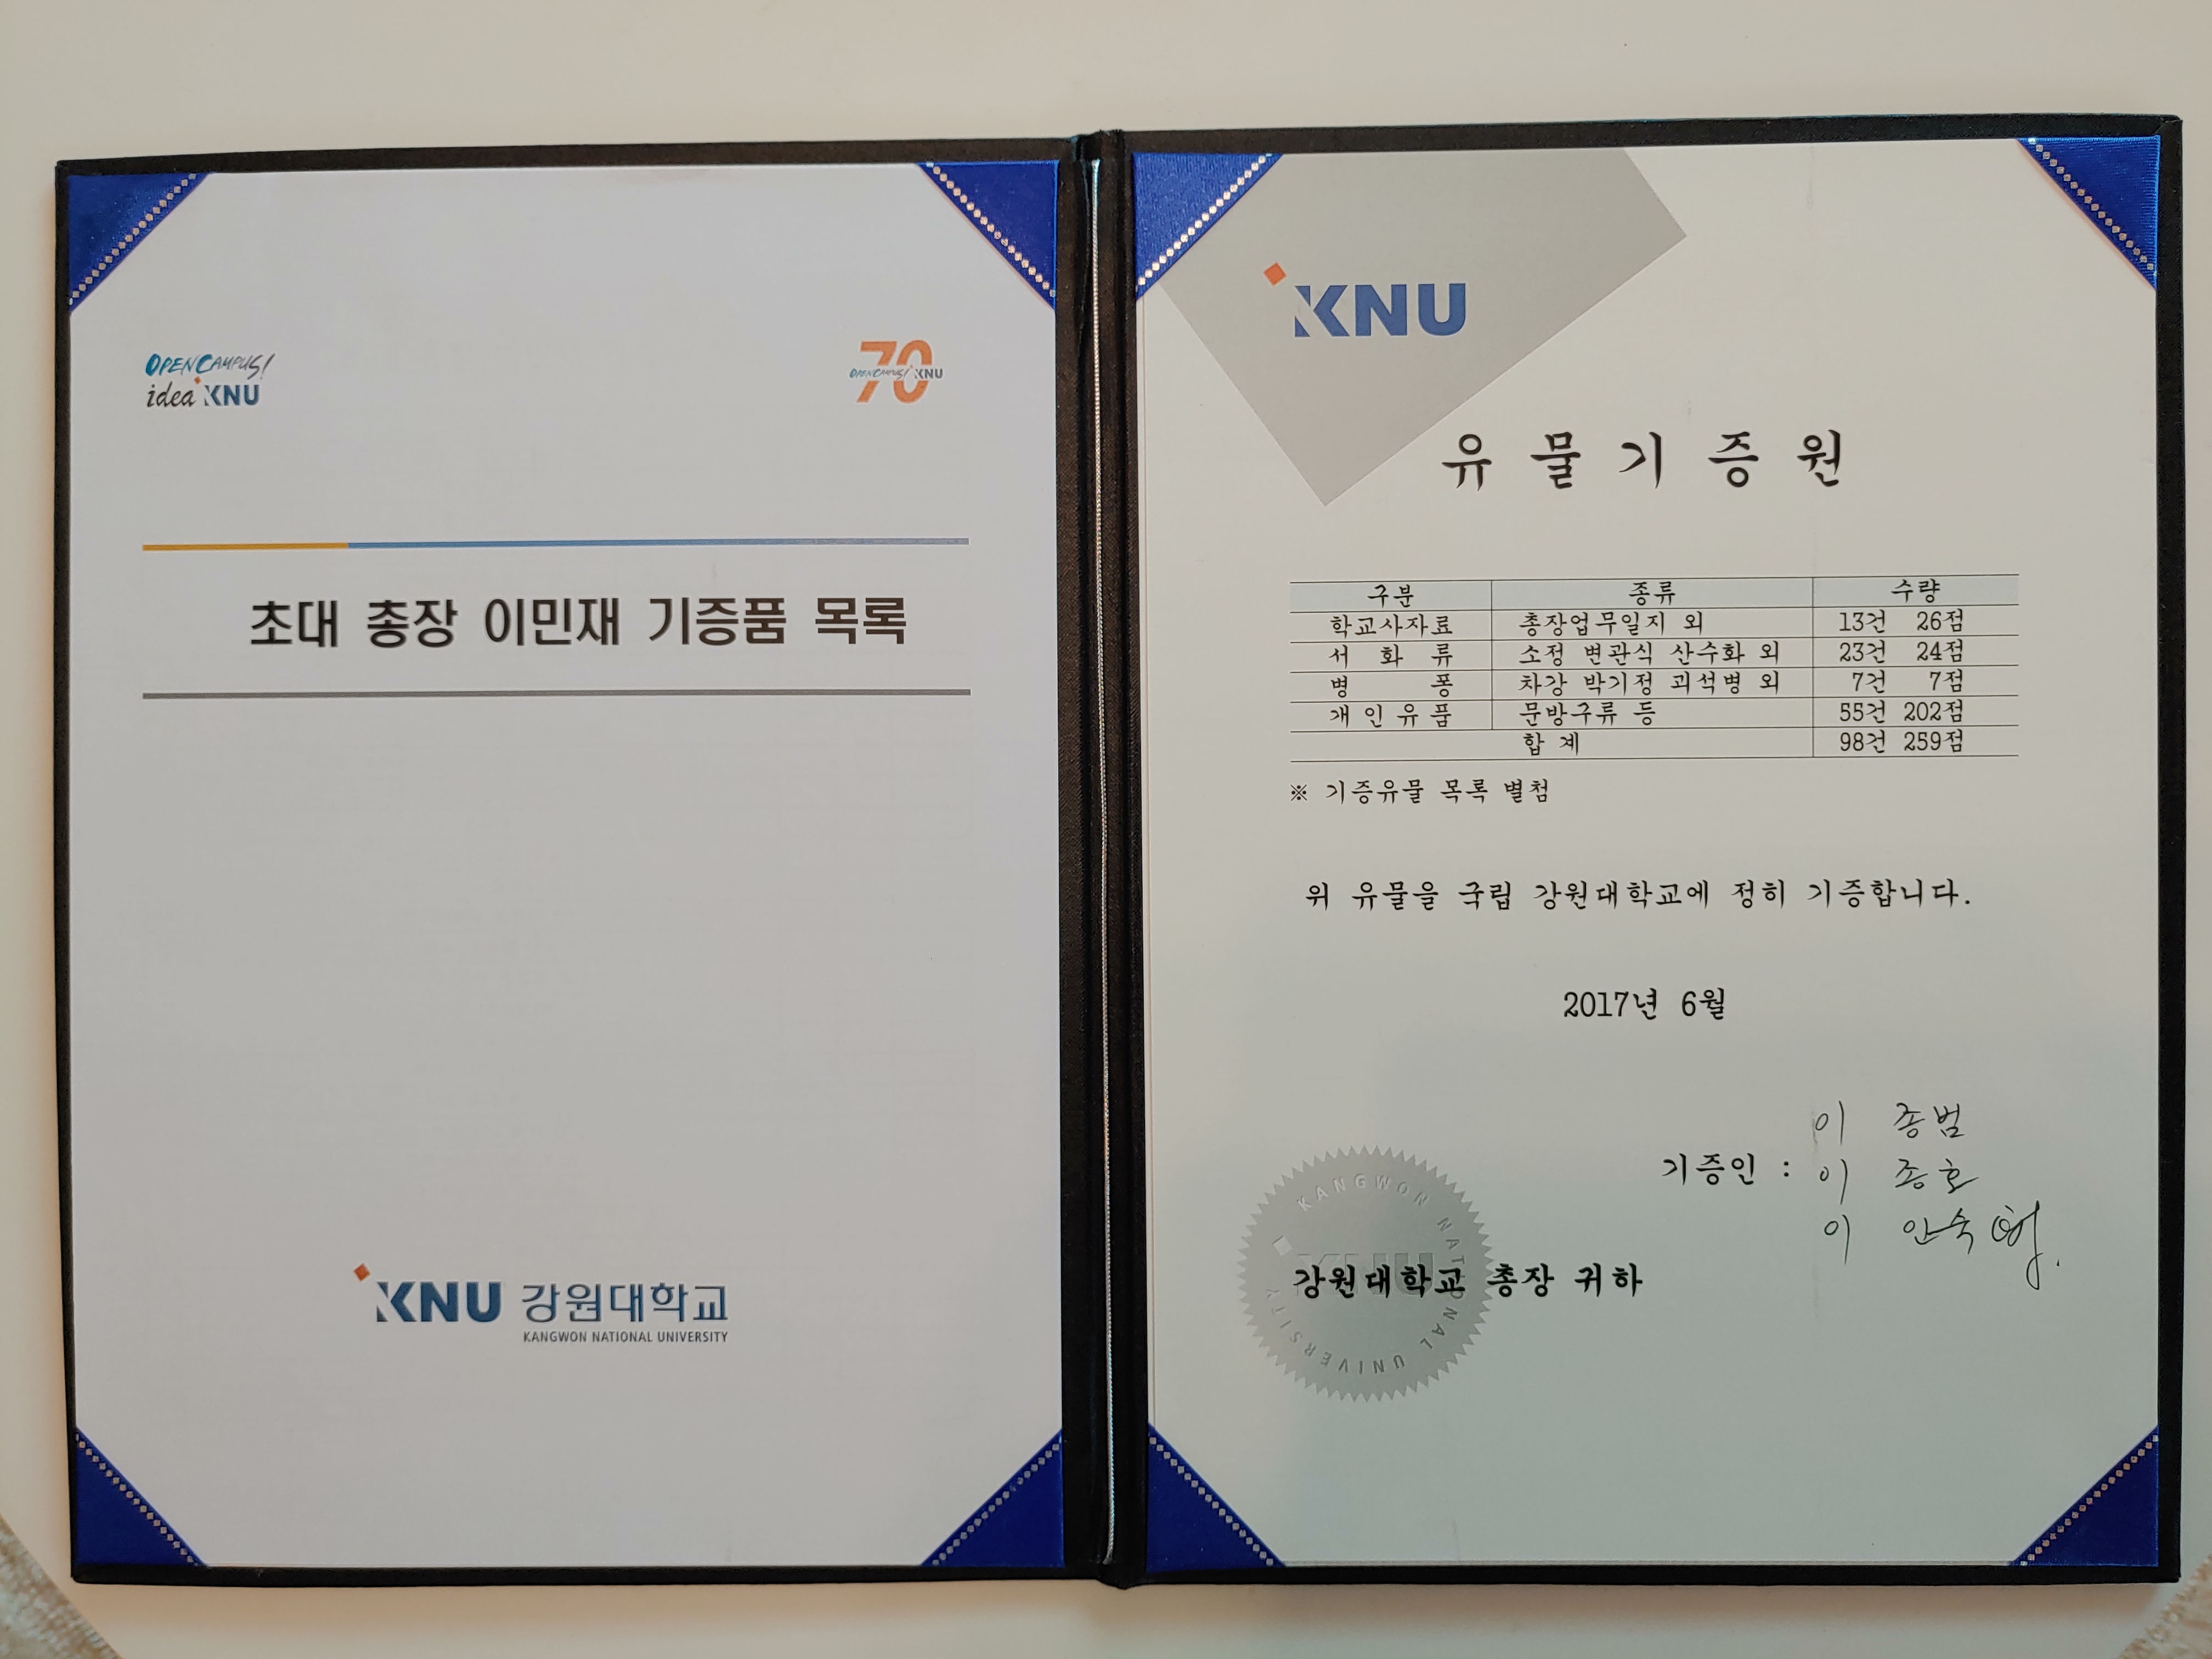 OPEN CAMPUS!
idea KNU
70
OPEN CAMPUS! KNU
초대 총장 이민재 기증품 목록
KNU 강원대학교
KANGWON NATIONAL UNIVERSITY
KNU
유물기증원
구분 종류 수량
학교사자료 총장업무일지 외 13건 26점
서 화 류 소정 변관식 산수화 외 23건 24점
병 풍 차강 박기정 괴석병 외 7건 7점
개인유품 문방구류 등 55건 202점
합 계 98건 259점
※ 기증유물 목록 별첨
위 유물을 국립 강원대학교에 정히 기증합니다.
2017년 6월
이 종범
기증인 : 이 종호
이 안숙
강원대학교 총장 귀하
KANGWON NATIONAL UNIVERSITY
KNU